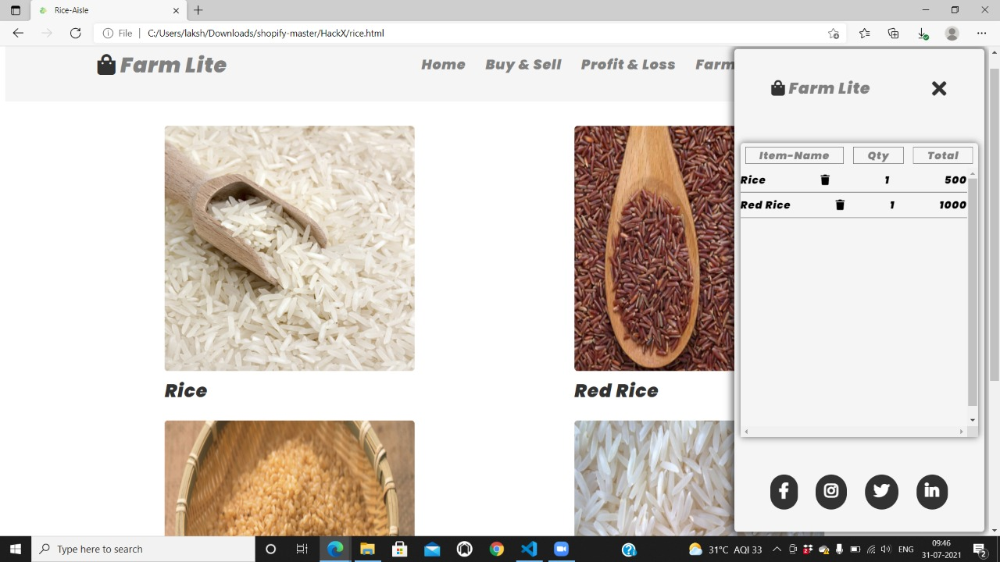 Rice-Aisle
File | C:/Users/laksh/Downloads/shopify-master/HackX/rice.html
Farm Lite
Home Buy & Sell Profit & Loss Farm
Farm Lite
Item-Name Qty Total
Rice 1 500
Red Rice 1 1000
Rice
Red Rice
Type here to search
31°C AQI 33
ENG
09:46
31-07-2021
2